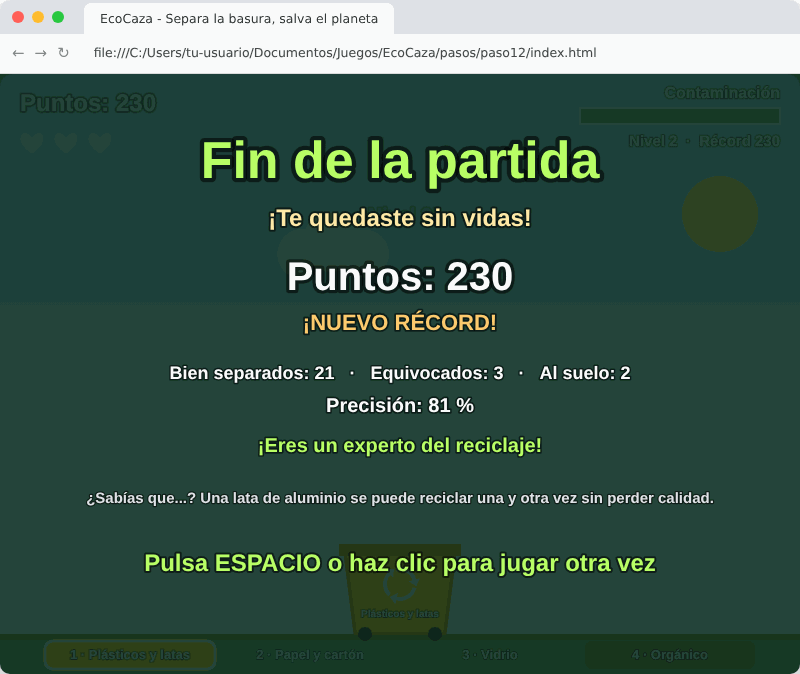 EcoCaza - Separa la basura, salva el planeta
file:///C:/Users/tu-usuario/Documentos/Juegos/EcoCaza/pasos/paso12/index.html
Puntos: 230
Contaminación
Nivel 2 · Récord 230
Fin de la partida
¡Te quedaste sin vidas!
Puntos: 230
¡NUEVO RÉCORD!
Bien separados: 21 · Equivocados: 3 · Al suelo: 2
Precisión: 81 %
¡Eres un experto del reciclaje!
¿Sabías que...? Una lata de aluminio se puede reciclar una y otra vez sin perder calidad.
Pulsa ESPACIO o haz clic para jugar otra vez
Plásticos y latas
1 · Plásticos y latas
2 · Papel y cartón
3 · Vidrio
4 · Orgánico